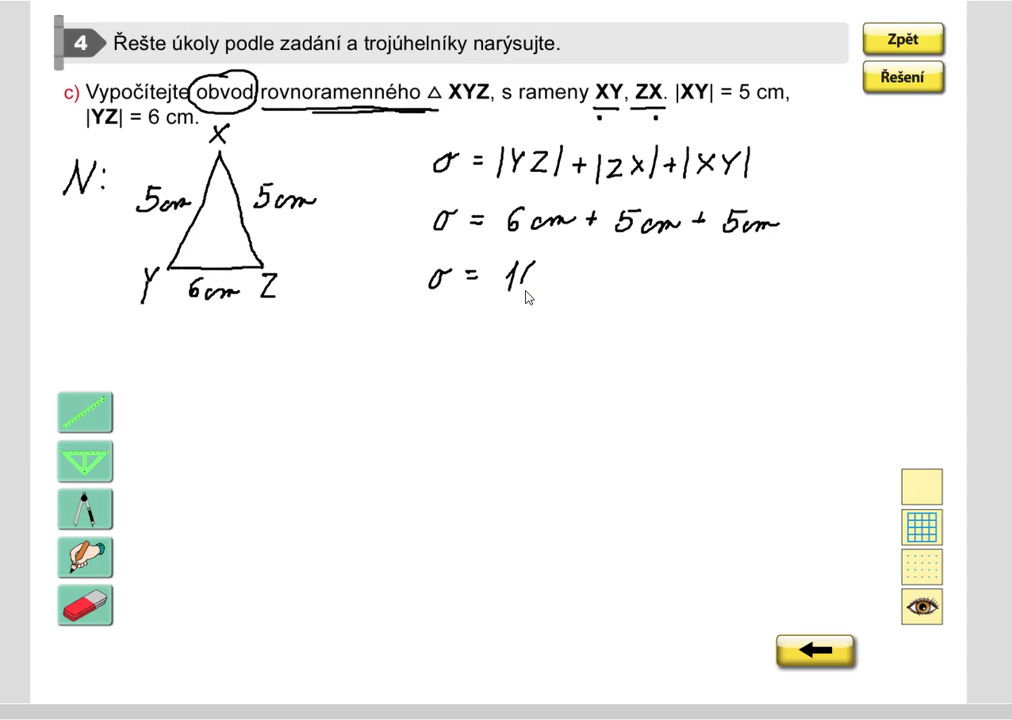 4 Řešte úkoly podle zadání a trojúhelníky narýsujte.
Zpět
Řešení
c) Vypočítejte obvod rovnoramenného △ XYZ, s rameny XY, ZX. |XY| = 5 cm,
|YZ| = 6 cm.
N:
X
5cm 5cm
Y 6cm Z
o = |YZ| + |ZX| + |XY|
o = 6cm + 5cm + 5cm
o = 1